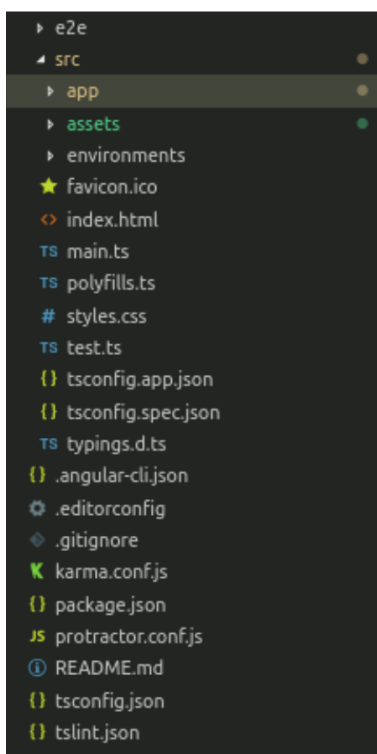 e2e
src
app
assets
environments
favicon.ico
<> index.html
TS main.ts
TS polyfills.ts
# styles.css
TS test.ts
{} tsconfig.app.json
{} tsconfig.spec.json
TS typings.d.ts
{} .angular-cli.json
.editorconfig
.gitignore
K karma.conf.js
{} package.json
JS protractor.conf.js
README.md
{} tsconfig.json
{} tslint.json